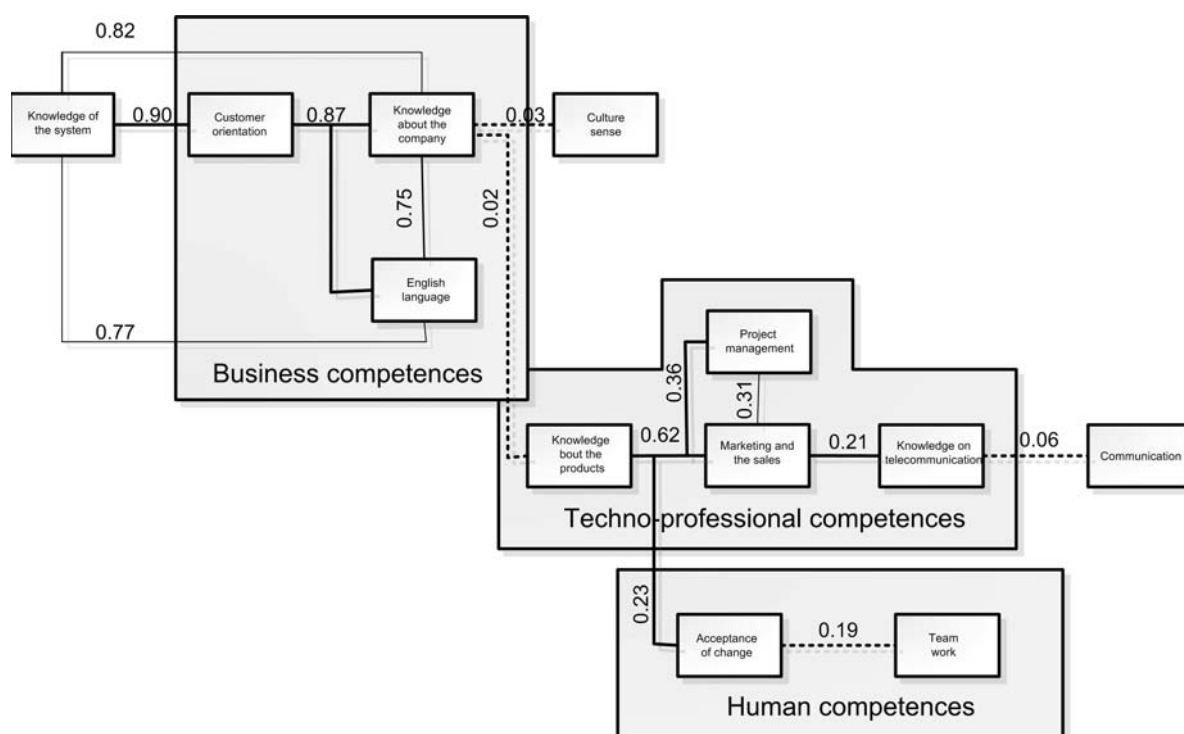 0.82
Knowledge of
the system
0.90
Customer
orientation
0.87
Knowledge
about the
company
0.03
Culture
sense
0.75
0.02
English
language
0.77
Business competences
Project
management
0.36
0.31
Knowledge
bout the
products
0.62
Marketing and
the sales
0.21
Knowledge on
telecommunication
0.06
Communication
Techno-professional competences
0.23
Acceptance
of change
0.19
Team
work
Human competences